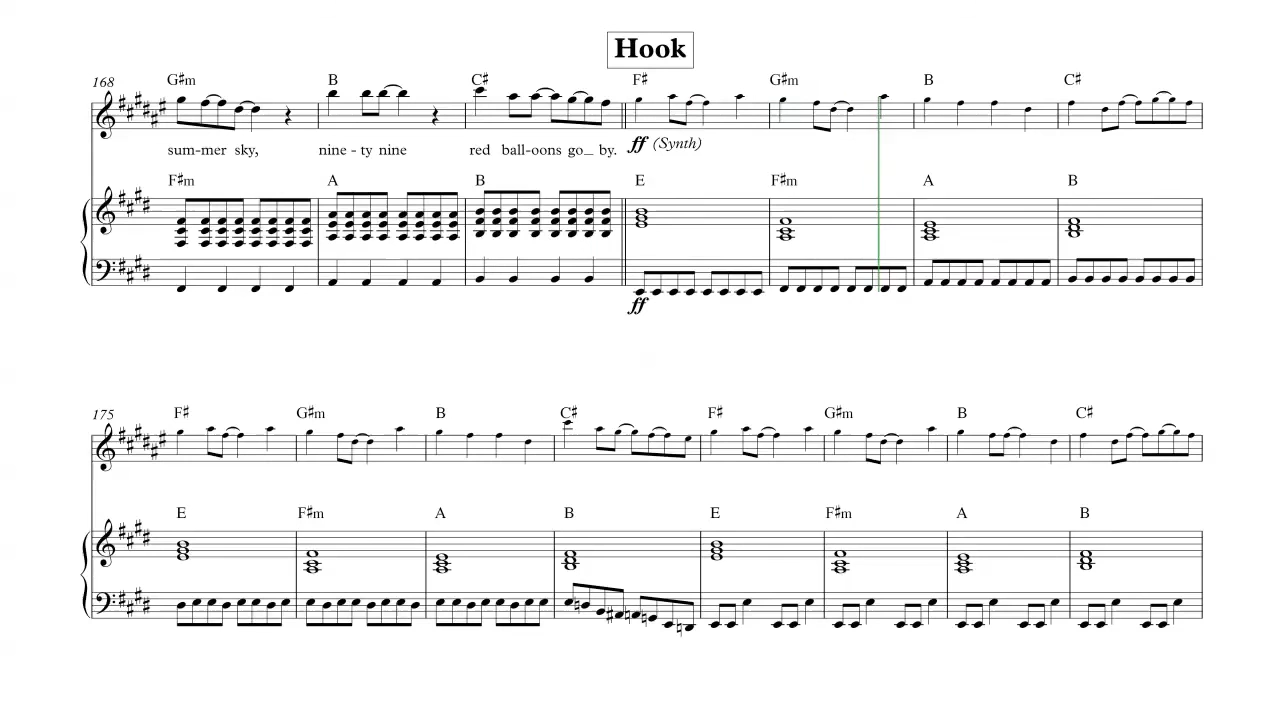 Hook
168 G♯m B C♯ F♯ G♯m B C♯
sum-mer sky, nine - ty nine red ball-oons go_ by. ff (Synth)
F♯m A B E F♯m A B
ff
175 F♯ G♯m B C♯ F♯ G♯m B C♯
E F♯m A B E F♯m A B